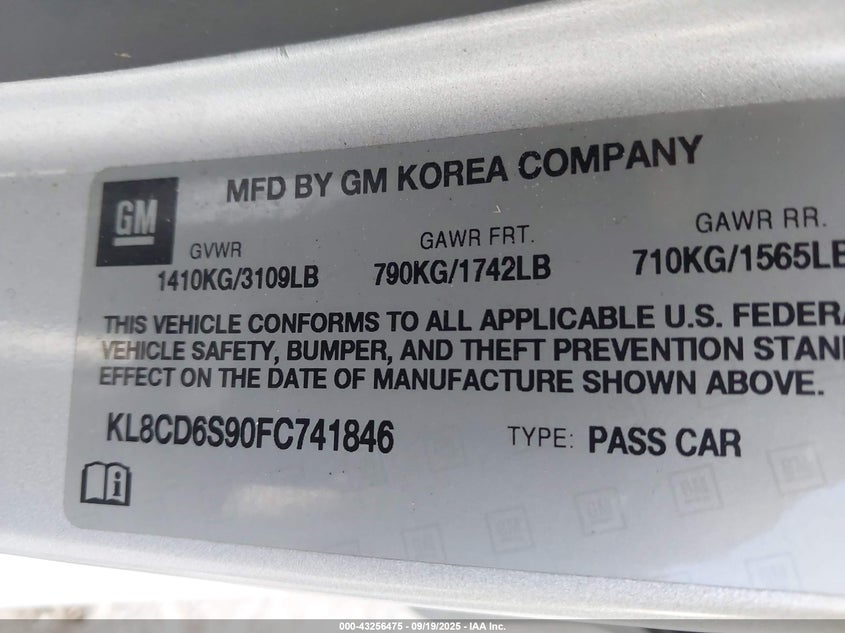 MFD BY GM KOREA COMPANY
GM
GVWR GAWR FRT. GAWR RR.
1410KG/3109LB 790KG/1742LB 710KG/1565LB
THIS VEHICLE CONFORMS TO ALL APPLICABLE U.S. FEDERA
VEHICLE SAFETY, BUMPER, AND THEFT PREVENTION STAN
EFFECT ON THE DATE OF MANUFACTURE SHOWN ABOVE.
KL8CD6S90FC741846 TYPE: PASS CAR
000-43256475 - 09/19/2025 - IAA Inc.